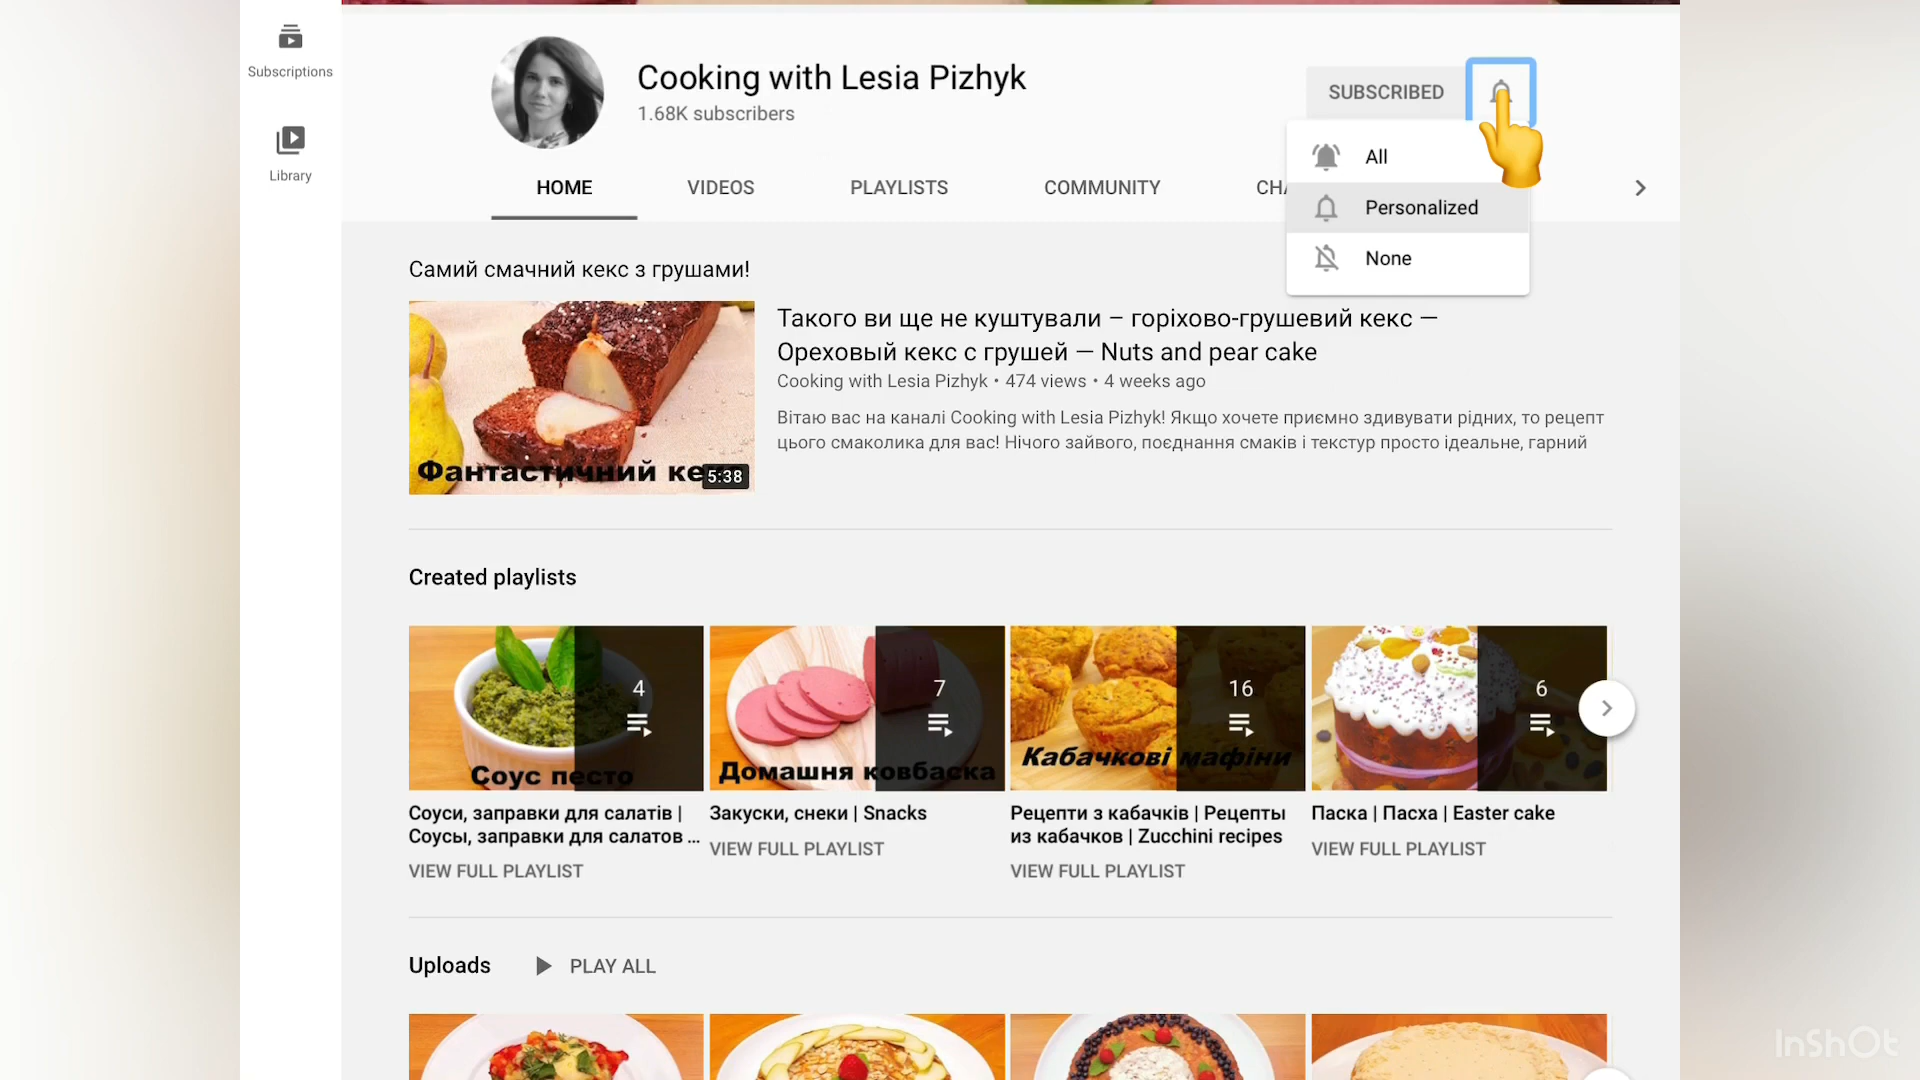 Subscriptions
Library
Cooking with Lesia Pizhyk
1.68K subscribers
SUBSCRIBED
All
Personalized
None
HOME
VIDEOS
PLAYLISTS
COMMUNITY
CHA
Самий смачний кекс з грушами!
Фантастичний ке
5:38
Такого ви ще не куштували – горіхово-грушевий кекс —
Ореховый кекс с грушей — Nuts and pear cake
Cooking with Lesia Pizhyk • 474 views • 4 weeks ago
Вітаю вас на каналі Cooking with Lesia Pizhyk! Якщо хочете приємно здивувати рідних, то рецепт
цього смаколика для вас! Нічого зайвого, поєднання смаків і текстур просто ідеальне, гарний
Created playlists
4
Соус песто
7
Домашня ковбаска
16
Кабачкові мафіни
6
Соуси, заправки для салатів |
Соусы, заправки для салатов ...
VIEW FULL PLAYLIST
Закуски, снеки | Snacks
VIEW FULL PLAYLIST
Рецепти з кабачків | Рецепты
из кабачков | Zucchini recipes
VIEW FULL PLAYLIST
Паска | Пасха | Easter cake
VIEW FULL PLAYLIST
Uploads
PLAY ALL
InShOt